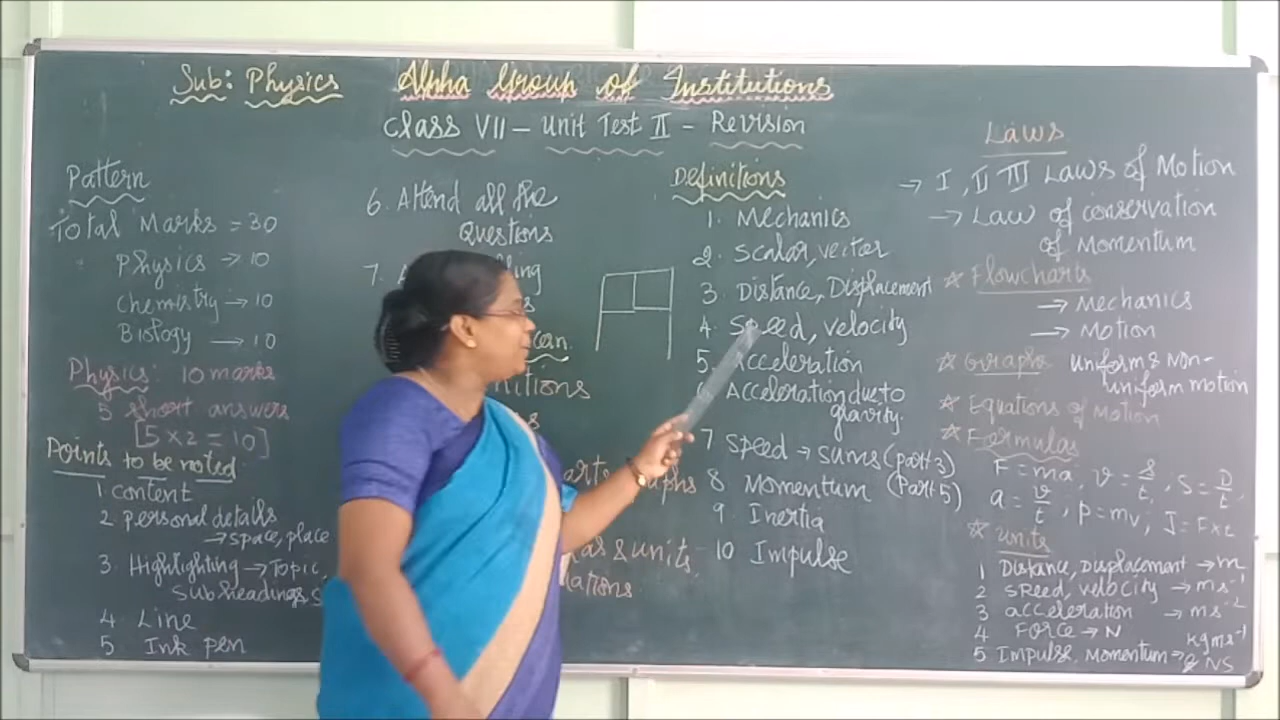 Sub: Physics
Alpha Group of Institutions
Class VII - Unit Test II - Revision
Pattern
Total Marks = 30
Physics → 10
Chemistry → 10
Biology → 10
Physics: 10 marks
5 short answers
[5 x 2 = 10]
Points to be noted
1. content
2 personal details
→ space, place
3. Highlighting → Topic
Sub headings, S
4 Line
5 Ink pen
6. Attend all the
Questions
7.
Definitions
1. Mechanics
2. Scalar, vector
3 Distance, Displacement
4. Speed, velocity
5. Acceleration
Acceleration due to
gravity.
7 Speed → sums (part 3)
8 Momentum (Part 5)
9 Inertia
10 Impulse
Laws
→ I, II III Laws of Motion
→ Law of conservation
of Momentum
☆ Flowcharts
→ Mechanics
→ Motion
☆ Graphs uniform & non-
uniform motion
☆ Equations of Motion
☆ Formulas
F = ma v = s/t, S = D/t,
a = v/t, p = mv, J = F x t
☆ units
1 Distance, Displacement → m
2 speed, velocity → ms⁻¹
3 acceleration → ms⁻²
4 Force → N
5 Impulse, Momentum → kgms⁻¹
NS